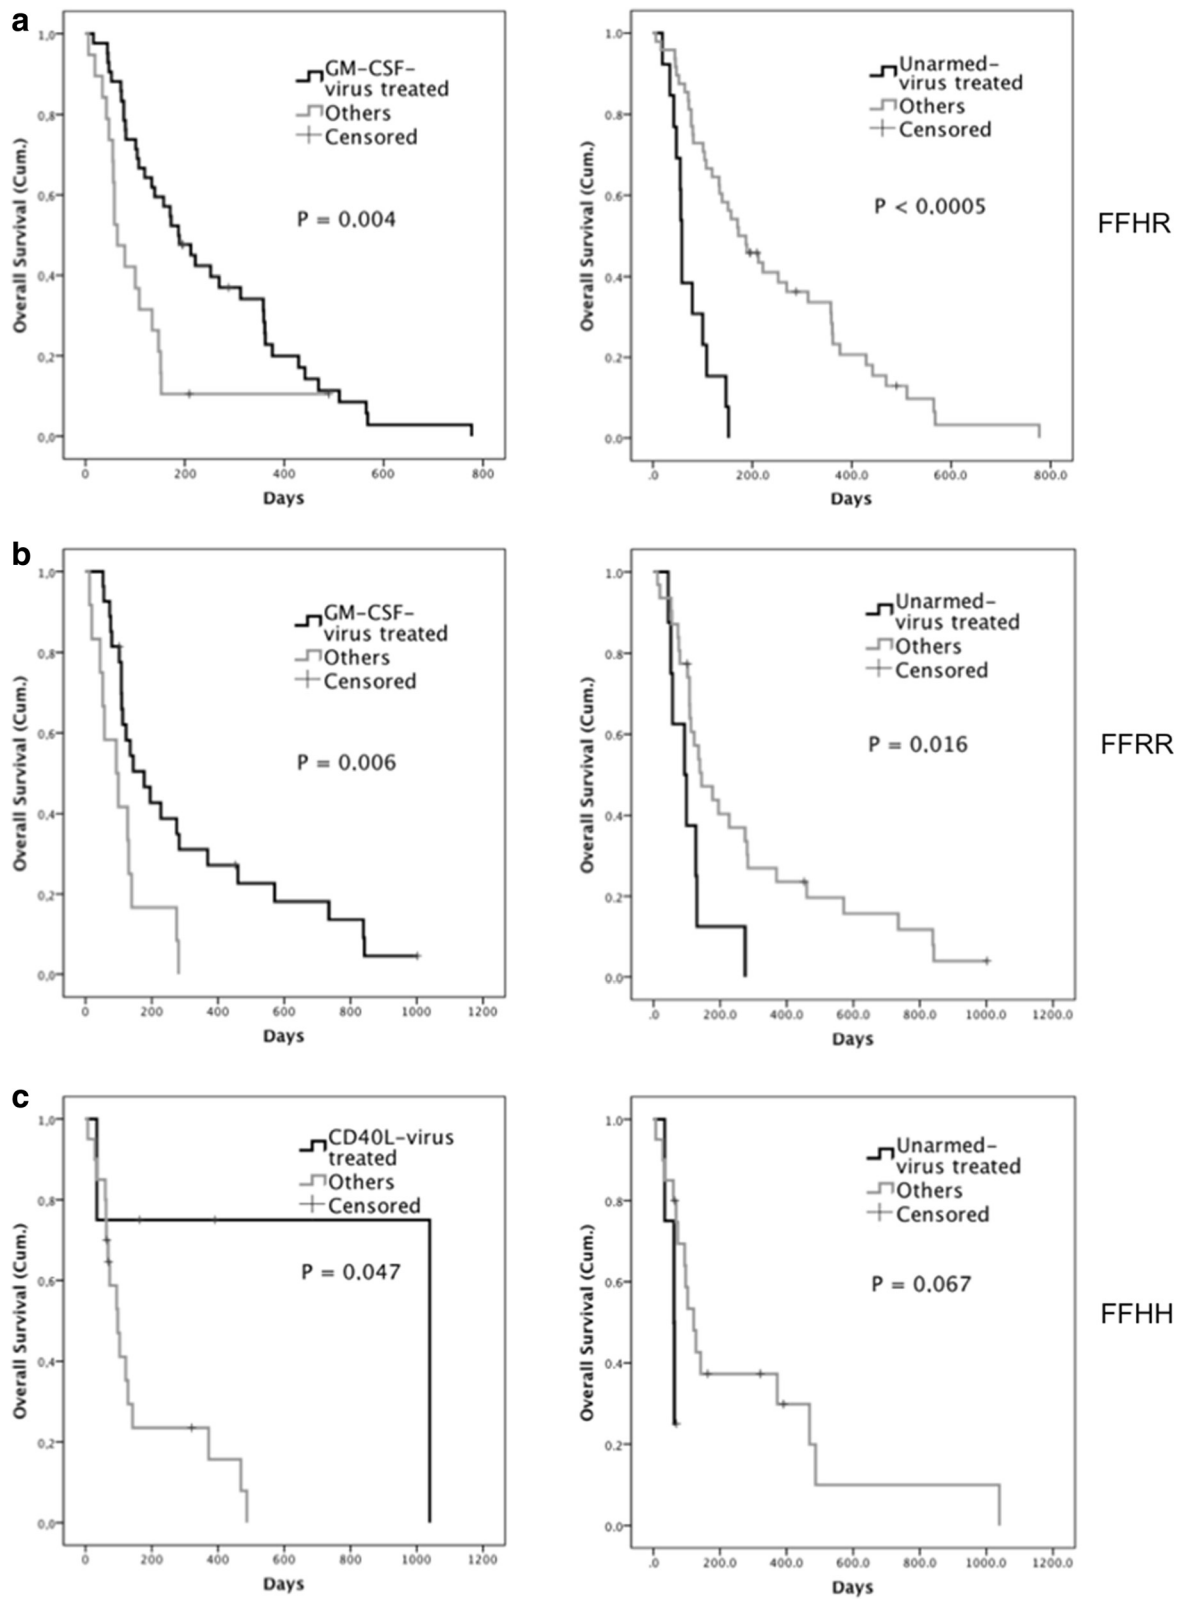 a
1,0
0,8
0,6
0,4
0,2
0,0
Overall Survival (Cum.)
GM-CSF-
virus treated
Others
Censored
P = 0.004
0 200 400 600 800
Days
1.0
0.8
0.6
0.4
0.2
0.0
Overall Survival (Cum.)
Unarmed-
virus treated
Others
Censored
P < 0.0005
.0 200.0 400.0 600.0 800.0
Days
FFHR
b
1,0
0,8
0,6
0,4
0,2
0,0
Overall Survival (Cum.)
GM-CSF-
virus treated
Others
Censored
P = 0.006
0 200 400 600 800 1000 1200
Days
1.0
0.8
0.6
0.4
0.2
0.0
Overall Survival (Cum.)
Unarmed-
virus treated
Others
Censored
P = 0.016
.0 200.0 400.0 600.0 800.0 1000.0 1200.0
Days
FFRR
c
1,0
0,8
0,6
0,4
0,2
0,0
Overall Survival (Cum.)
CD40L-virus
treated
Others
Censored
P = 0.047
0 200 400 600 800 1000 1200
Days
1.0
0.8
0.6
0.4
0.2
0.0
Overall Survival (Cum.)
Unarmed-
virus treated
Others
Censored
P = 0.067
.0 200.0 400.0 600.0 800.0 1000.0 1200.0
Days
FFHH